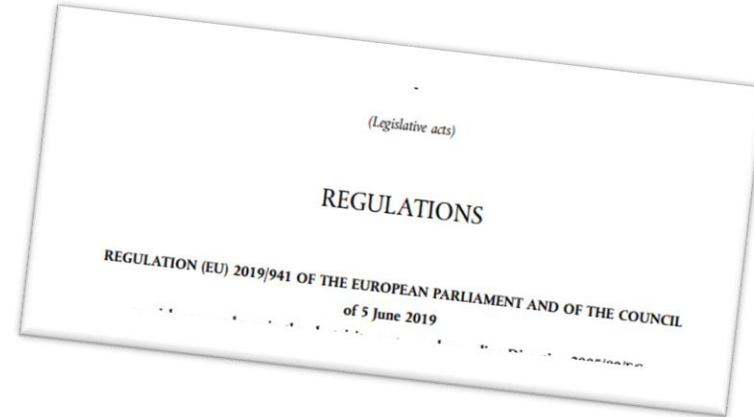 (Legislative acts)
REGULATIONS
REGULATION (EU) 2019/941 OF THE EUROPEAN PARLIAMENT AND OF THE COUNCIL
of 5 June 2019